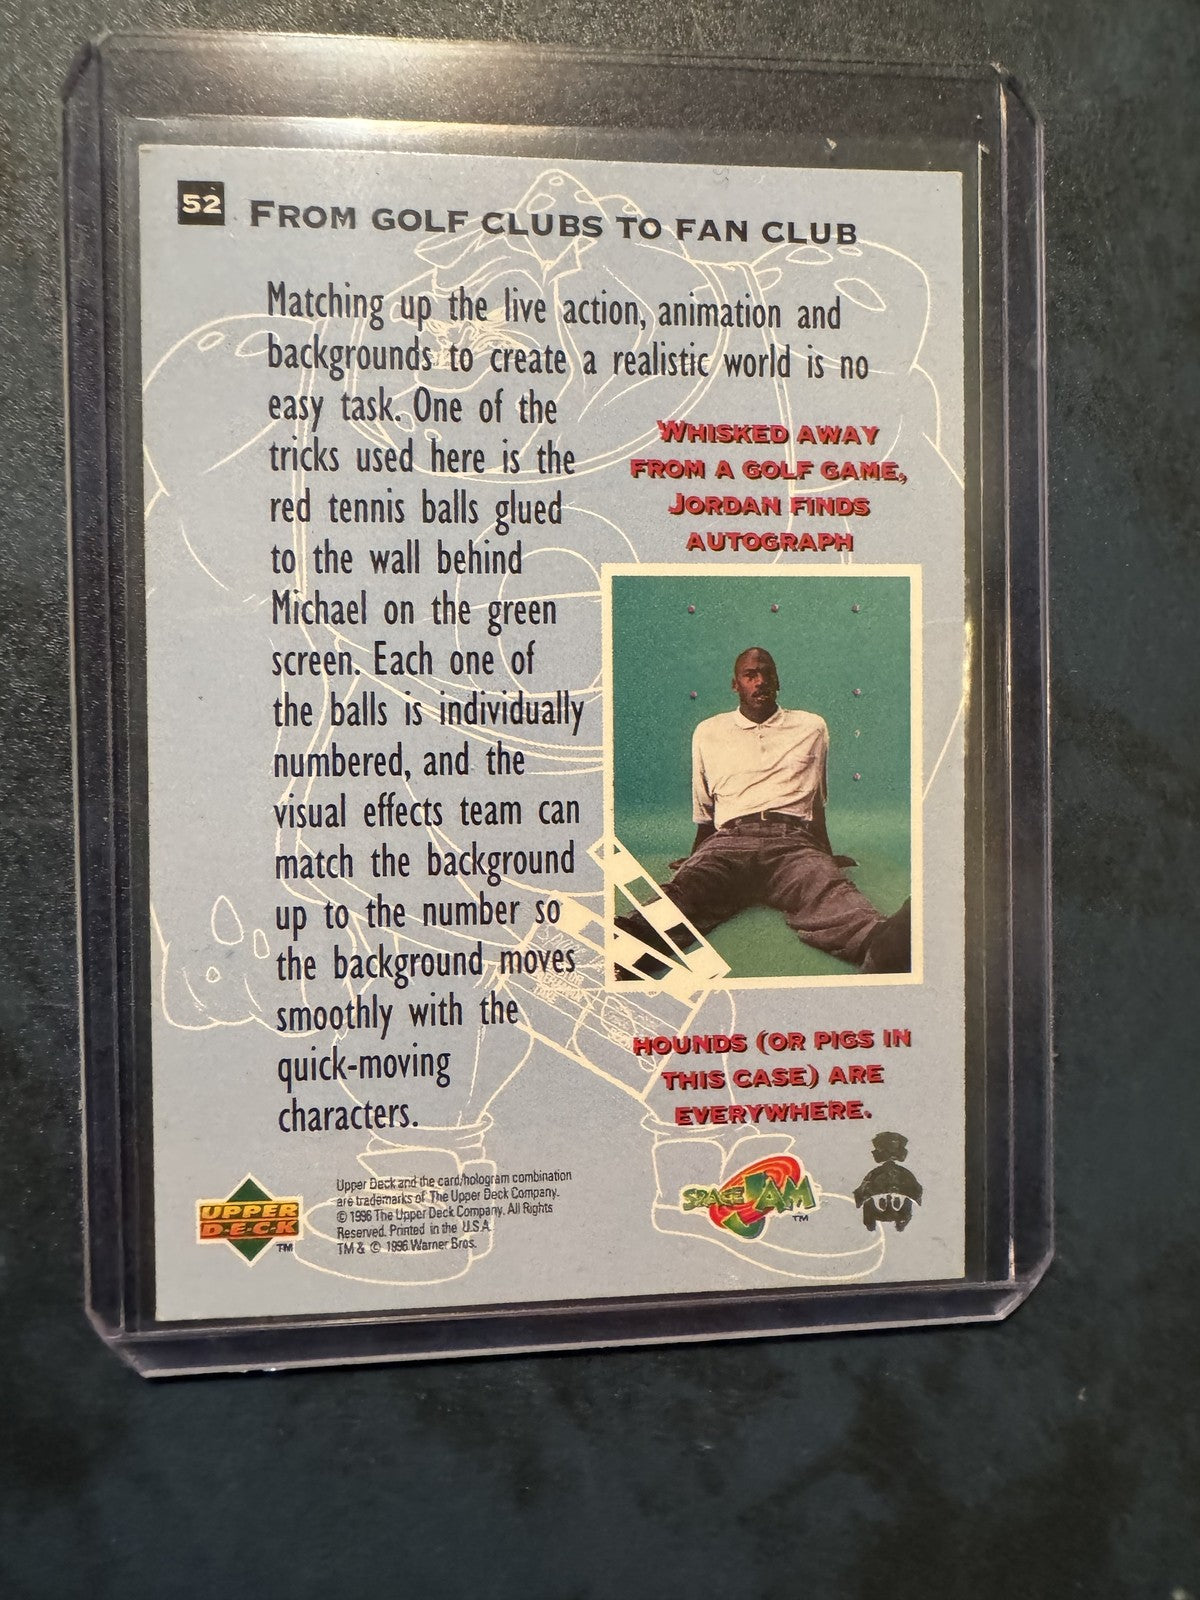 52 FROM GOLF CLUBS TO FAN CLUB
Matching up the live action, animation and
backgrounds to create a realistic world is no
easy task. One of the
tricks used here is the
red tennis balls glued
to the wall behind
Michael on the green
screen. Each one of
the balls is individually
numbered, and the
visual effects team can
match the background
up to the number so
the background moves
smoothly with the
quick-moving
characters.
WHISKED AWAY
FROM A GOLF GAME,
JORDAN FINDS
AUTOGRAPH
HOUNDS (OR PIGS IN
THIS CASE) ARE
EVERYWHERE.
UPPER
DECK
TM
Upper Deck and the card/hologram combination
are trademarks of The Upper Deck Company.
© 1996 The Upper Deck Company. All Rights
Reserved. Printed in the U.S.A.
TM & © 1996 Warner Bros.
SPACE JAM
TM